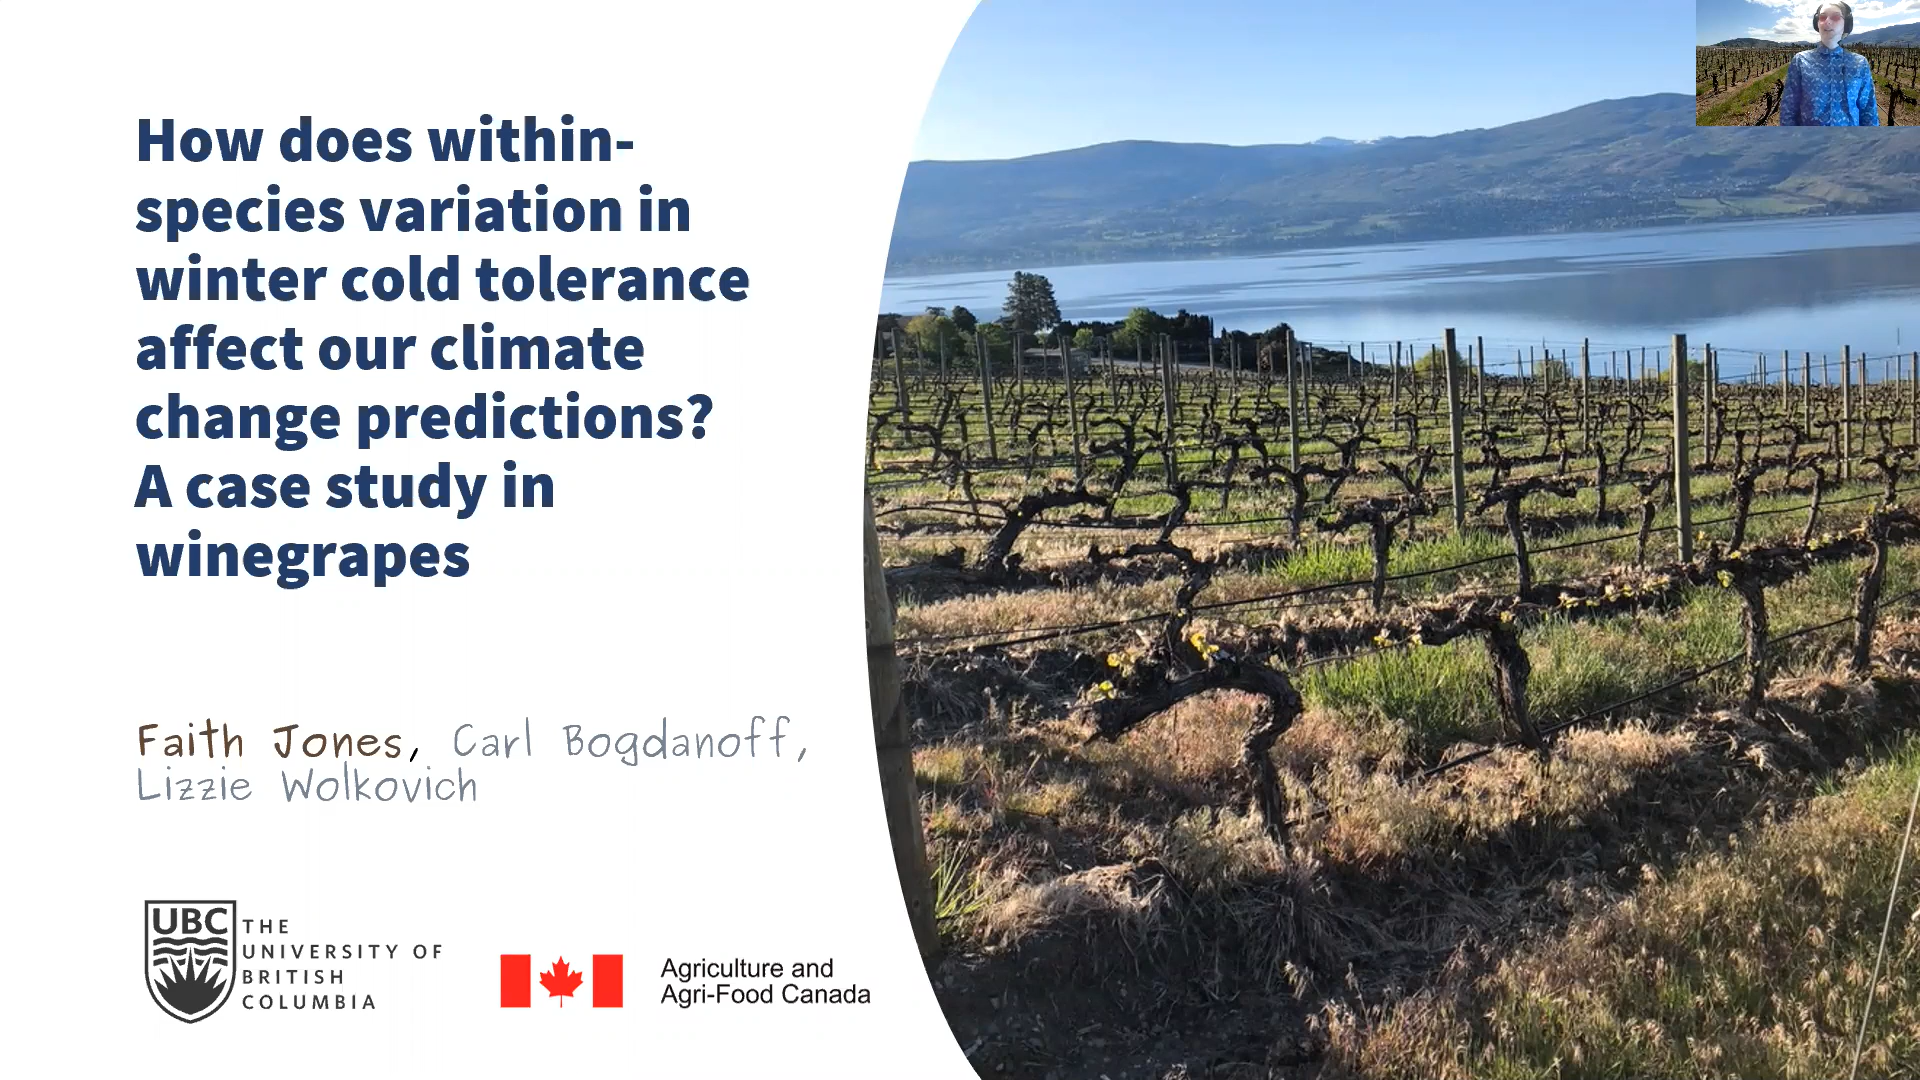 How does within-
species variation in
winter cold tolerance
affect our climate
change predictions?
A case study in
winegrapes
Faith Jones, Carl Bogdanoff,
Lizzie Wolkovich
UBC
THE
UNIVERSITY OF
BRITISH
COLUMBIA
Agriculture and
Agri-Food Canada